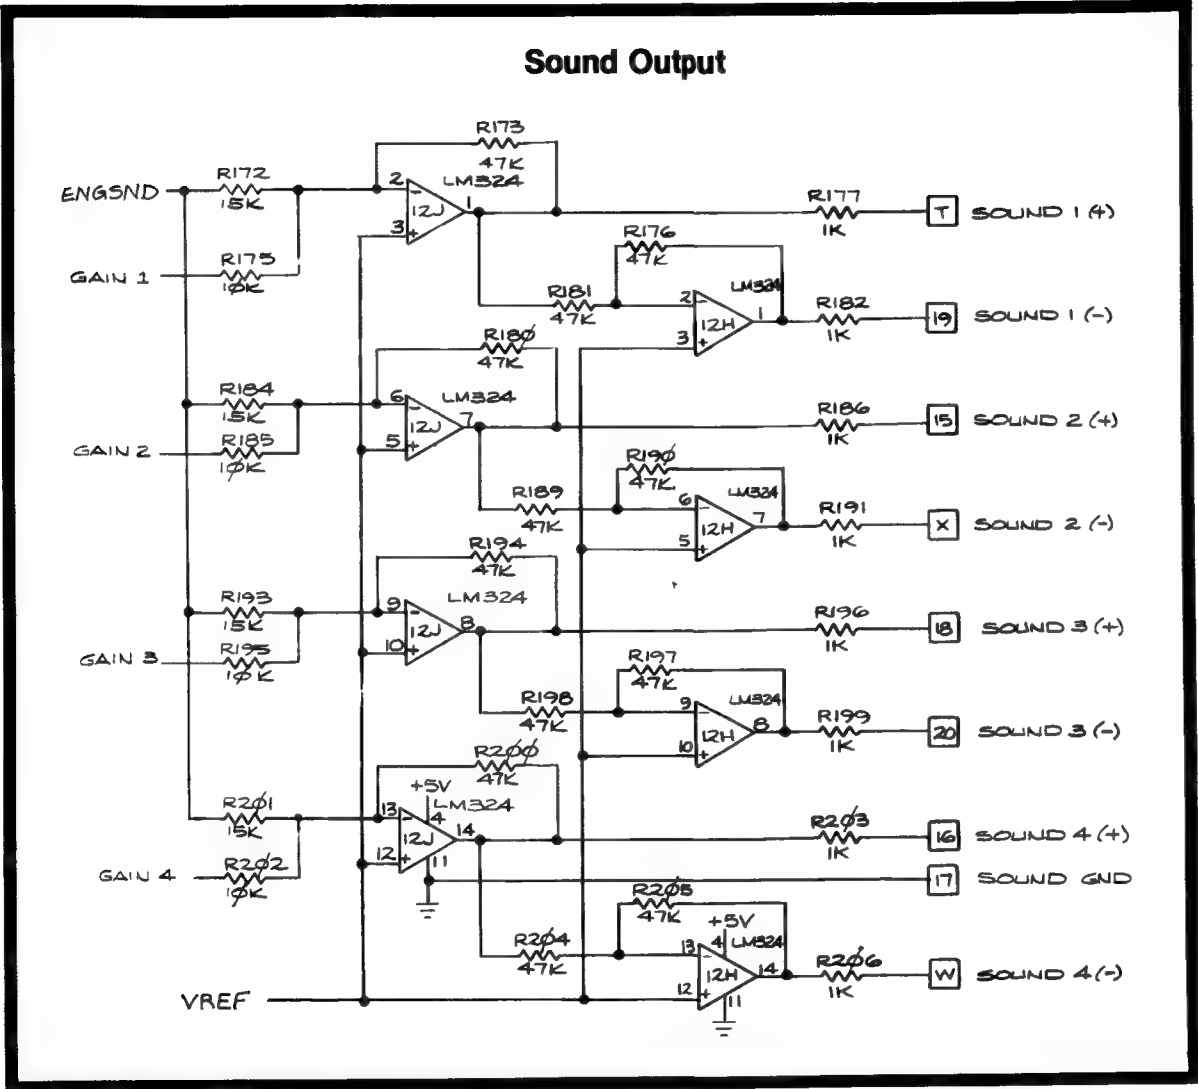 Sound Output
R173
47K
R172
15K
ENGSND
2
LM324
1
12J
3
R177
1K
T
SOUND 1 (+)
R175
10K
GAIN 1
R176
47K
R181
47K
2
LM324
1
12H
3
R182
1K
19
SOUND 1 (-)
R180
47K
R184
15K
6
LM324
7
12J
5
R186
1K
15
SOUND 2 (+)
R185
10K
GAIN 2
R190
47K
R189
47K
6
LM324
7
12H
5
R191
1K
X
SOUND 2 (-)
R194
47K
R193
15K
9
LM324
8
12J
10
R196
1K
18
SOUND 3 (+)
R195
10K
GAIN 3
R197
47K
R198
47K
9
LM324
8
12H
10
R199
1K
20
SOUND 3 (-)
R200
47K
+5V
R201
15K
13
4
LM324
14
12J
12
11
R203
1K
16
SOUND 4 (+)
R202
10K
GAIN 4
17
SOUND GND
R205
47K
+5V
R204
47K
13
4
LM324
14
12H
12
11
R206
1K
W
SOUND 4 (-)
VREF